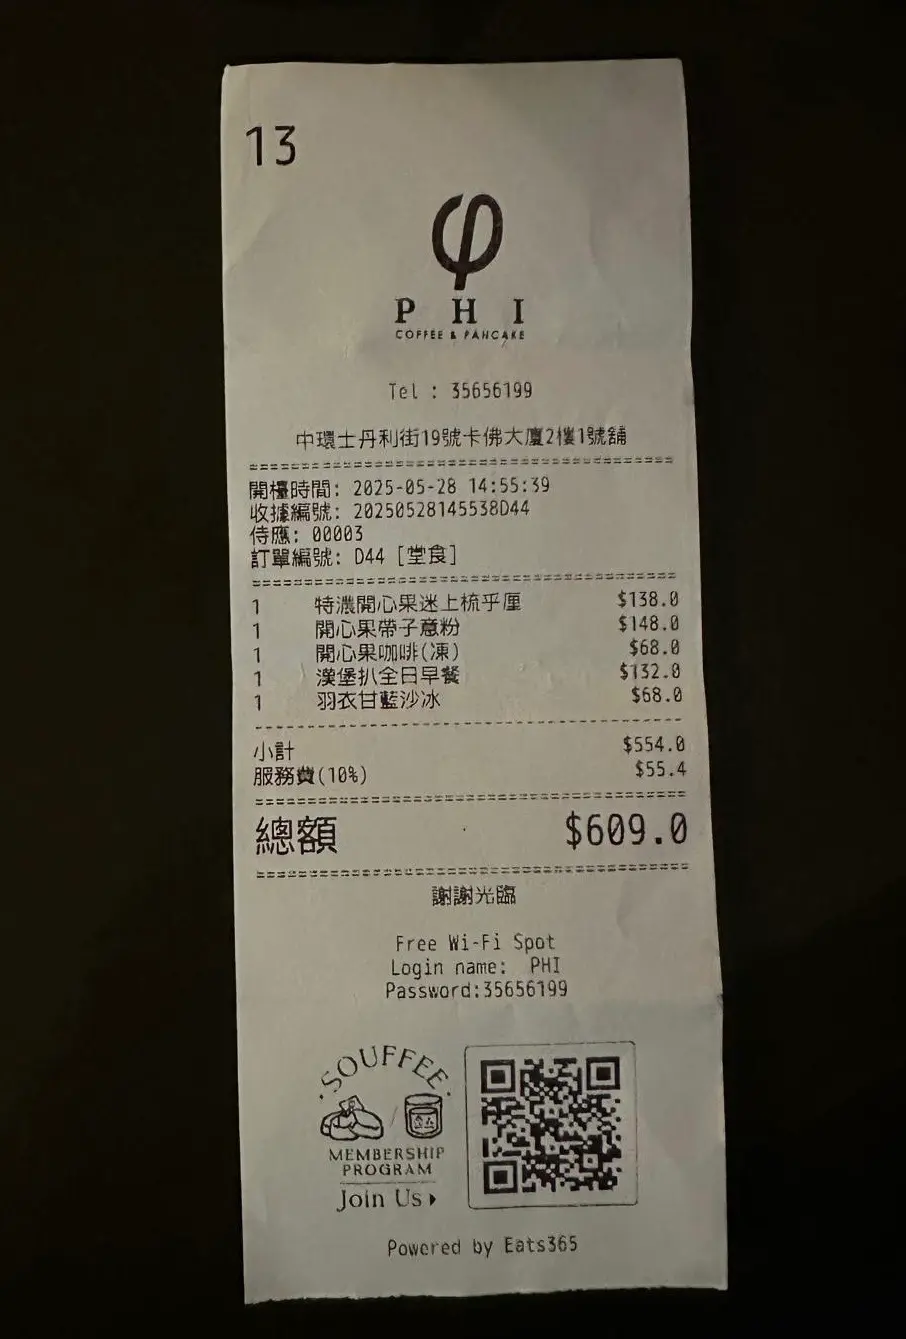 13
PHI
COFFEE & PANCAKE
Tel : 35656199
中環士丹利街19號卡佛大廈2樓1號舖
開檯時間: 2025-05-28 14:55:39
收據編號: 20250528145538D44
侍應: 00003
訂單編號: D44 [堂食]
1 特濃開心果迷上梳乎厘 $138.0
1 開心果帶子意粉 $148.0
1 開心果咖啡(凍) $68.0
1 漢堡扒全日早餐 $132.0
1 羽衣甘藍沙冰 $68.0
小計 $554.0
服務費(10%) $55.4
總額 $609.0
謝謝光臨
Free Wi-Fi Spot
Login name: PHI
Password:35656199
SOUFFEE
MEMBERSHIP
PROGRAM
Join Us
Powered by Eats365